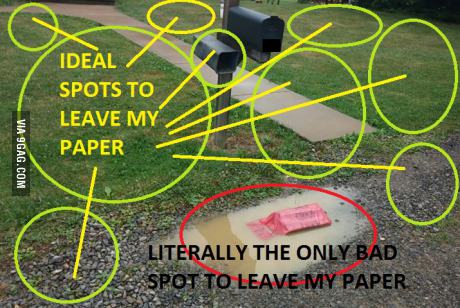 IDEAL
SPOTS TO
LEAVE MY
PAPER
VIA 9GAG.COM
LITERALLY THE ONLY BAD
SPOT TO LEAVE MY PAPER